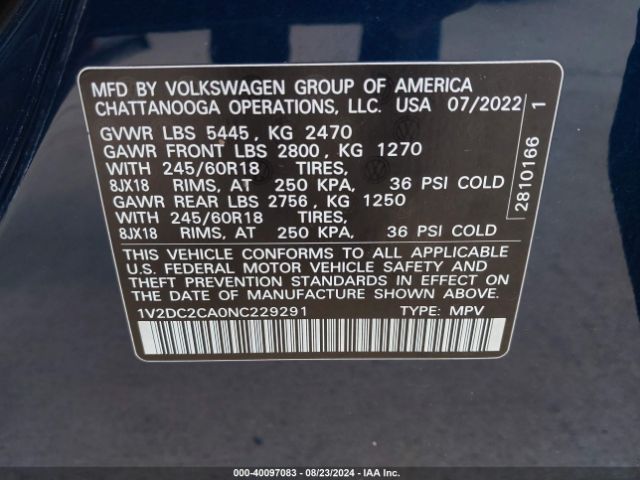 MFD BY VOLKSWAGEN GROUP OF AMERICA
CHATTANOOGA OPERATIONS, LLC. USA 07/2022
GVWR LBS 5445, KG 2470
GAWR FRONT LBS 2800, KG 1270
WITH 245/60R18 TIRES,
8JX18 RIMS, AT 250 KPA, 36 PSI COLD
GAWR REAR LBS 2756, KG 1250
WITH 245/60R18 TIRES,
8JX18 RIMS, AT 250 KPA, 36 PSI COLD
THIS VEHICLE CONFORMS TO ALL APPLICABLE
U.S. FEDERAL MOTOR VEHICLE SAFETY AND
THEFT PREVENTION STANDARDS IN EFFECT ON
THE DATE OF MANUFACTURE SHOWN ABOVE.
1V2DC2CA0NC229291 TYPE: MPV
2810166 1
000-40097083 - 08/23/2024 - IAA Inc.